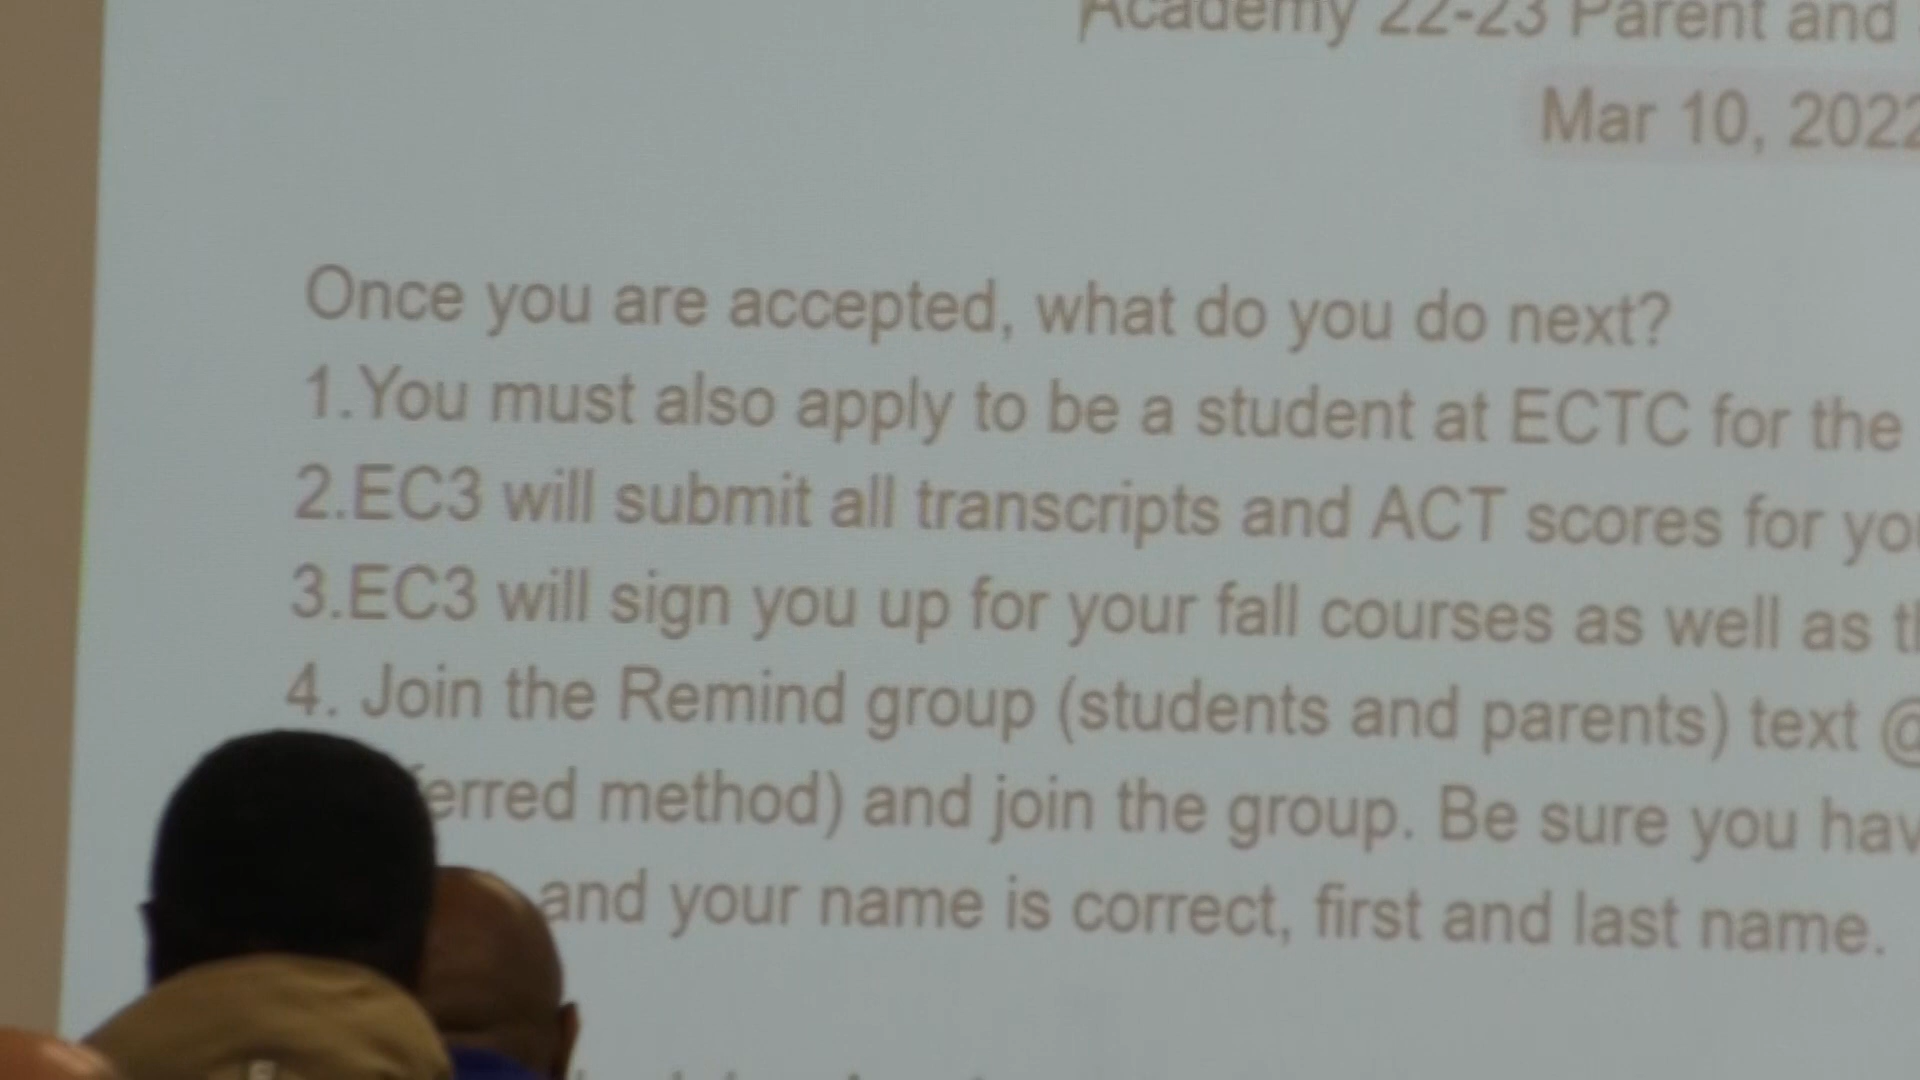 Academy 22-23 Parent and
Mar 10, 2022
Once you are accepted, what do you do next?
1.You must also apply to be a student at ECTC for the
2.EC3 will submit all transcripts and ACT scores for
3.EC3 will sign you up for your fall courses as well as
4. Join the Remind group (students and parents) text @
erred method) and join the group. Be sure you
and your name is correct, first and last name.